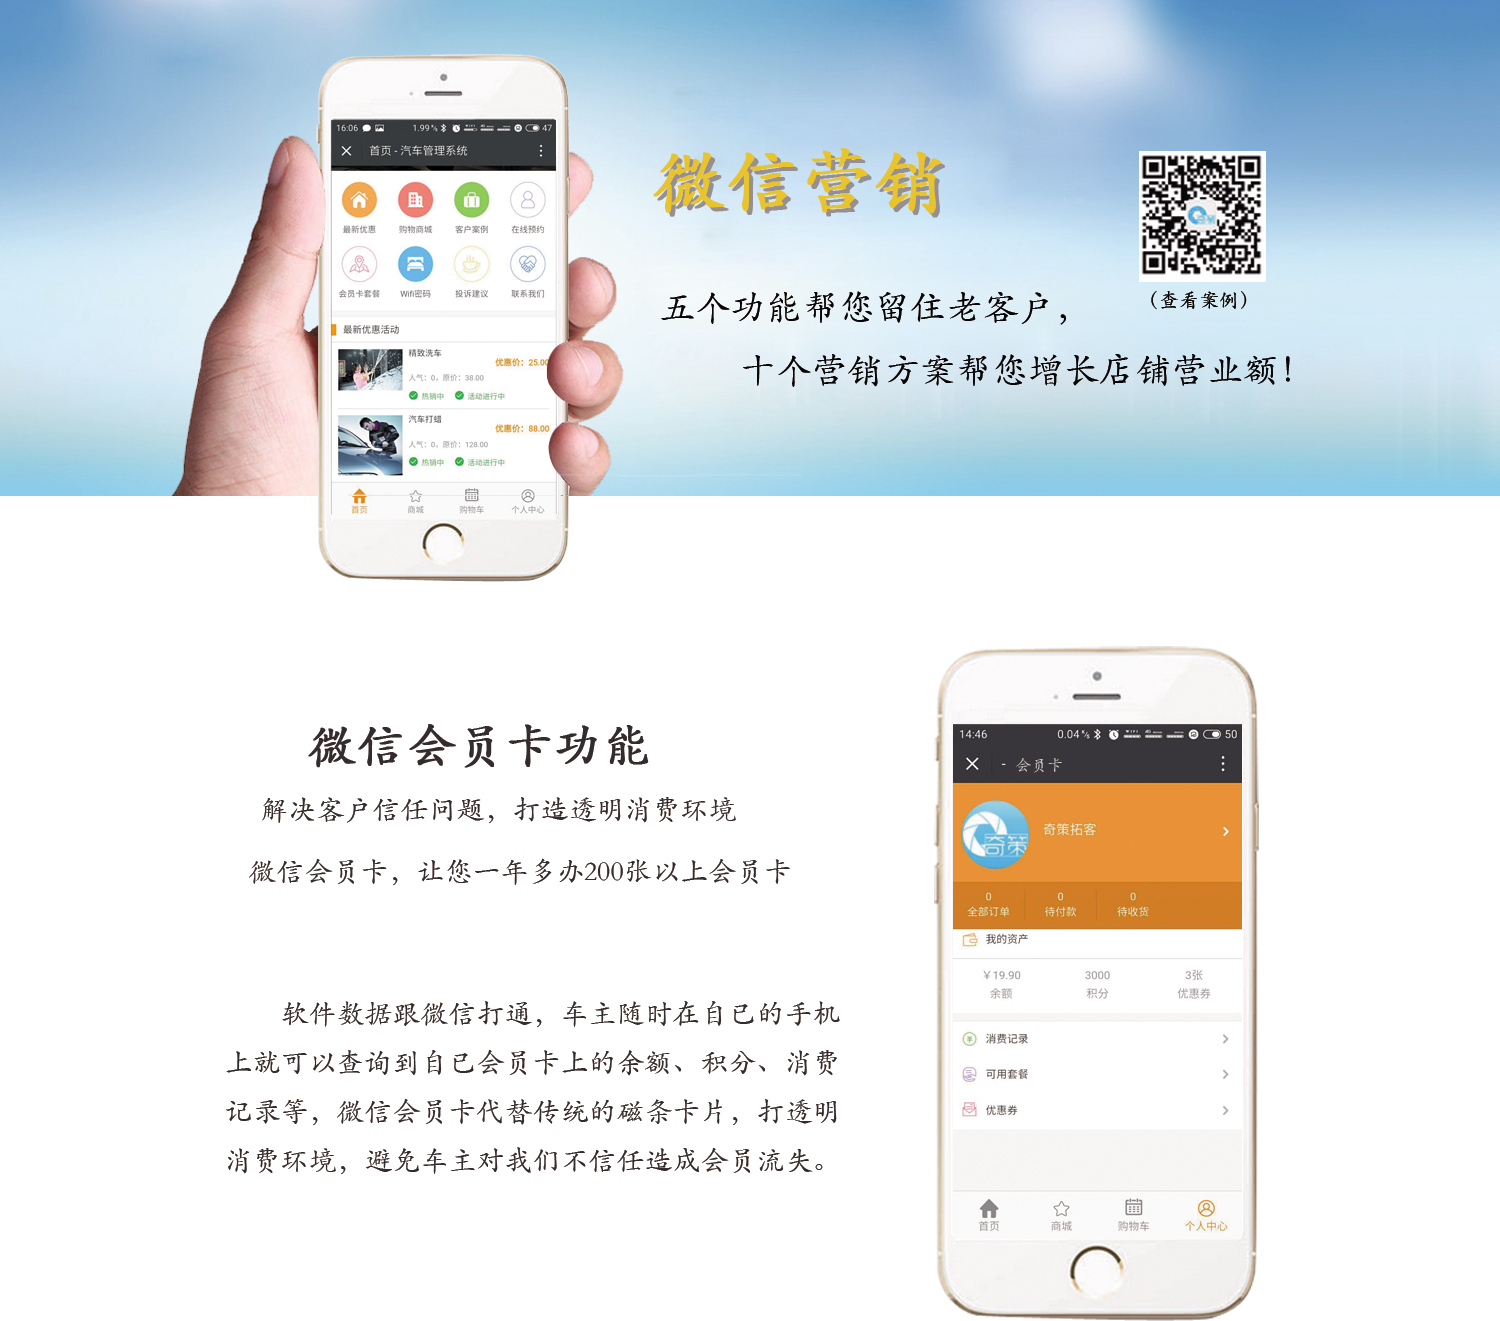 16:06 1.99 47
首页 - 汽车管理系统
最新优惠 购物商城 客户案例 在线预约
会员卡套餐 Wifi密码 投诉建议 联系我们
最新优惠活动
精致洗车
优惠价：25.00
人气：0，原价：38.00
热销中 活动进行中
汽车打蜡
优惠价：88.00
人气：0，原价：128.00
热销中 活动进行中
首页 商城 购物车 个人中心
微信营销
奇策
（查看案例）
五个功能帮您留住老客户，
十个营销方案帮您增长店铺营业额！
微信会员卡功能
解决客户信任问题，打造透明消费环境
微信会员卡，让您一年多办200张以上会员卡
软件数据跟微信打通，车主随时在自已的手机
上就可以查询到自己会员卡上的余额、积分、消费
记录等，微信会员卡代替传统的磁条卡片，打透明
消费环境，避免车主对我们不信任造成会员流失。
14:46 0.04 K/s 50
- 会员卡
奇策
奇策拓客
0 0 0
全部订单 待付款 待收货
我的资产
￥19.90 3000 3张
余额 积分 优惠券
消费记录
可用套餐
优惠券
首页 商城 购物车 个人中心